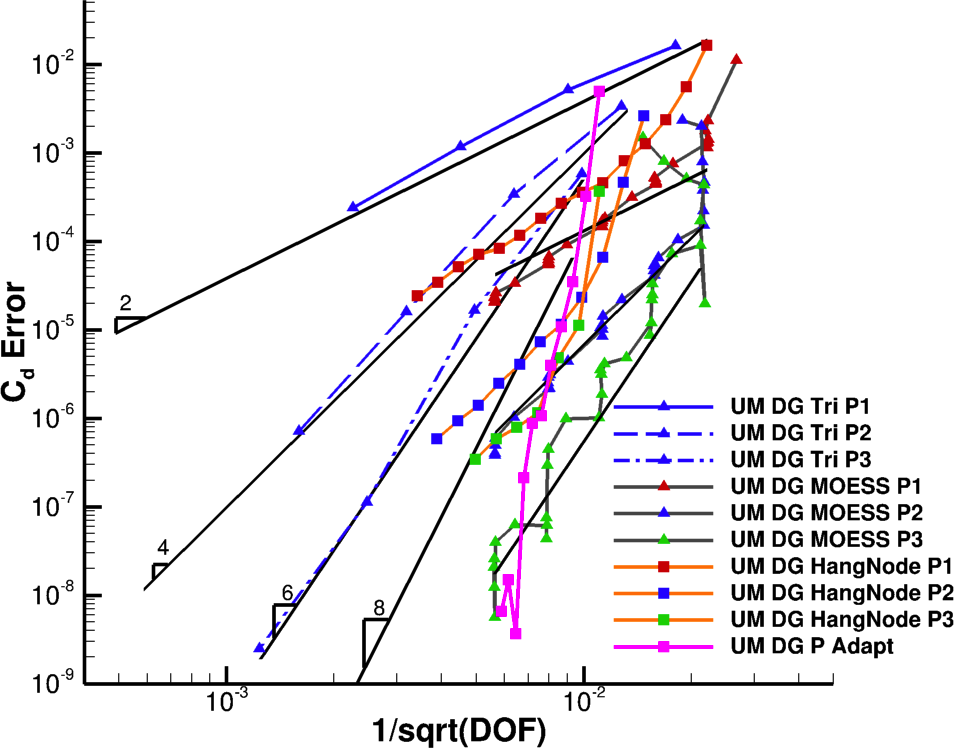 10-2
10-3
10-4
10-5
10-6
10-7
10-8
10-9
Cd Error
2
4
6
8
UM DG Tri P1
UM DG Tri P2
UM DG Tri P3
UM DG MOESS P1
UM DG MOESS P2
UM DG MOESS P3
UM DG HangNode P1
UM DG HangNode P2
UM DG HangNode P3
UM DG P Adapt
10-3 10-2
1/sqrt(DOF)